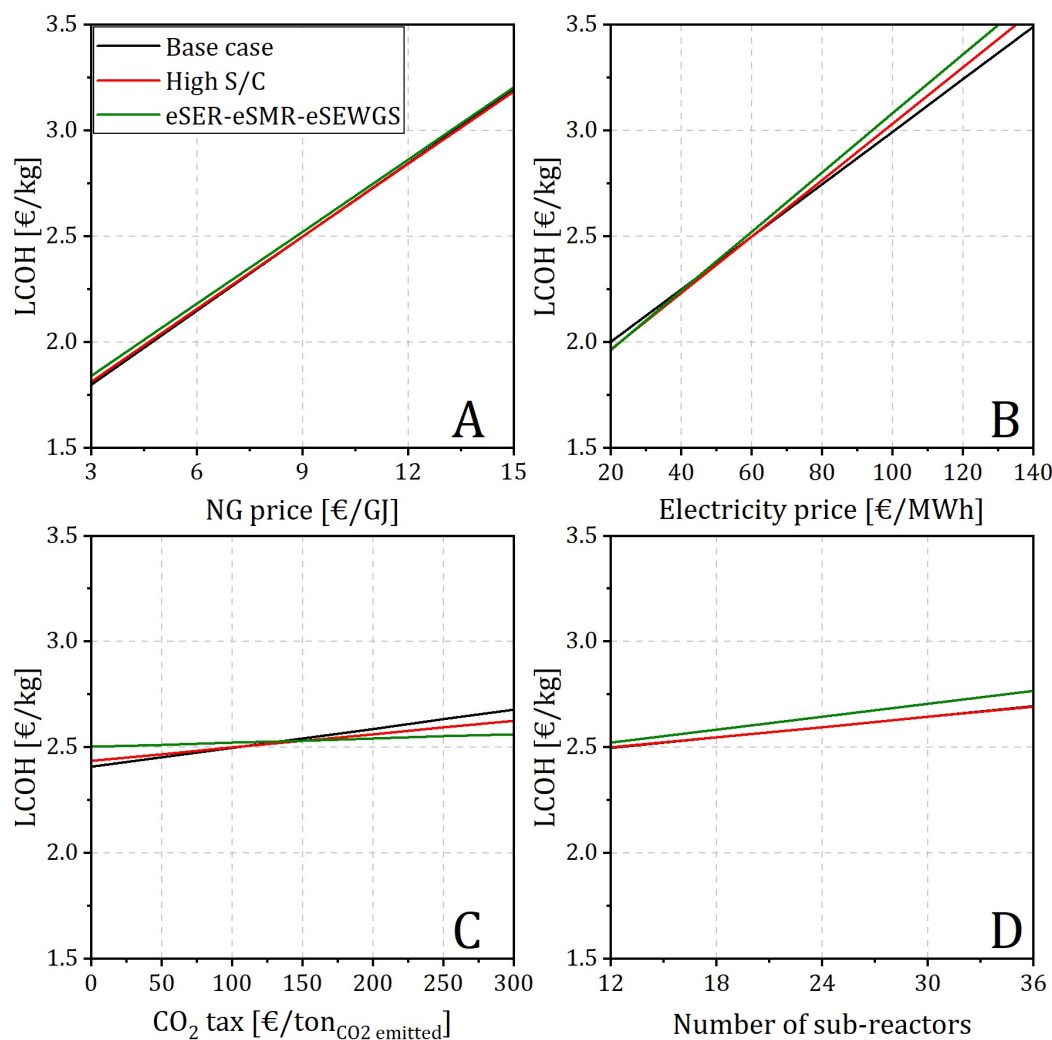 3.5
3.0
2.5
2.0
1.5
LCOH [€/kg]
Base case
High S/C
eSER-eSMR-eSEWGS
A
3 6 9 12 15
NG price [€/GJ]
3.5
3.0
2.5
2.0
1.5
LCOH [€/kg]
B
20 40 60 80 100 120 140
Electricity price [€/MWh]
3.5
3.0
2.5
2.0
1.5
LCOH [€/kg]
C
0 50 100 150 200 250 300
CO₂ tax [€/ton_CO2 emitted]
3.5
3.0
2.5
2.0
1.5
LCOH [€/kg]
D
12 18 24 30 36
Number of sub-reactors